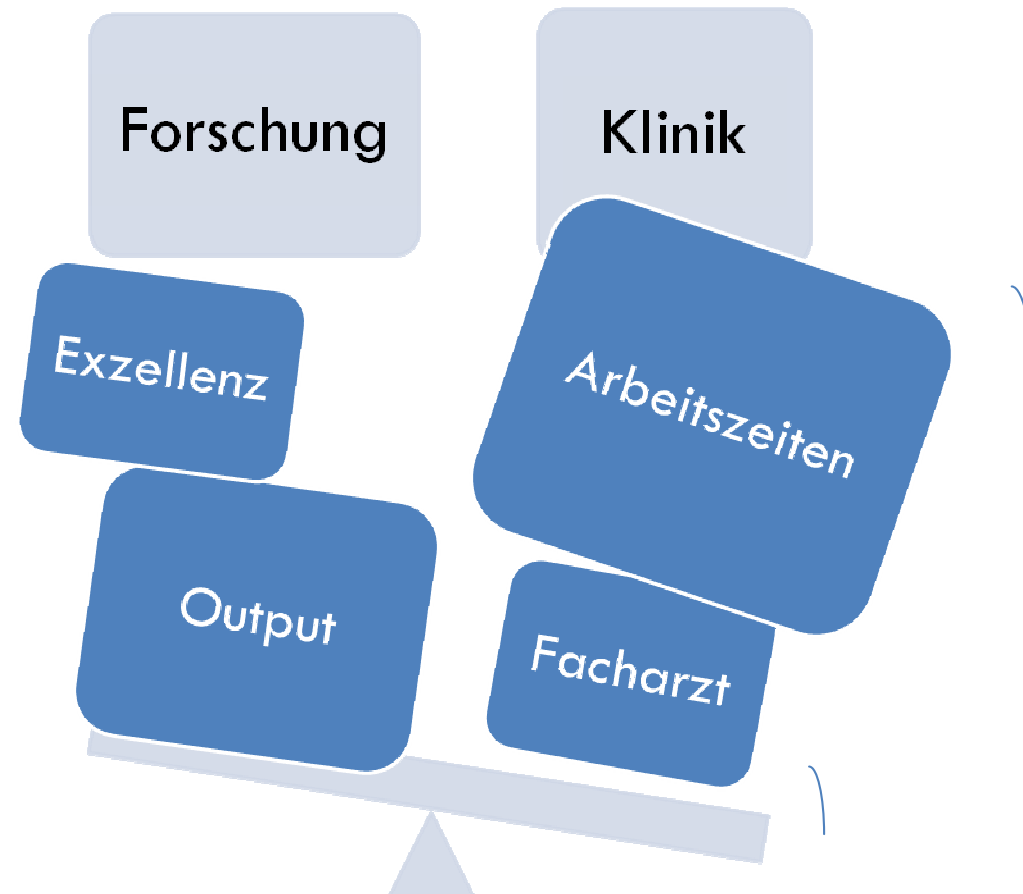 Forschung
Klinik
Exzellenz
Arbeitszeiten
Output
Facharzt